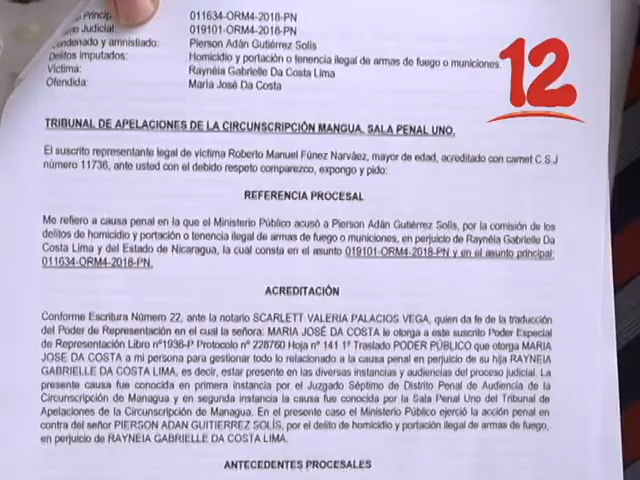 Princip
011634-ORM4-2018-PN
Judicial:
019101-ORM4-2018-PN
Condenado y amnistiado:
Pierson Adán Gutiérrez Solis
Delitos imputados:
Homicidio y portación o tenencia ilegal de armas de fuego o municiones.
Víctima:
Raynéia Gabrielle Da Costa Lima
Ofendida:
Maria José Da Costa
12
TRIBUNAL DE APELACIONES DE LA CIRCUNSCRIPCIÓN MANGUA. SALA PENAL UNO.
El suscrito representante legal de víctima Roberto Manuel Fúnez Narváez, mayor de edad, acreditado con carnet C.S.J
número 11736, ante usted con el debido respeto comparezco, expongo y pido:
REFERENCIA PROCESAL
Me refiero a causa penal en la que el Ministerio Público acusó a Pierson Adán Gutiérrez Solis, por la comisión de los
delitos de homicidio y portación o tenencia ilegal de armas de fuego o municiones, en perjuicio de Raynéia Gabrielle Da
Costa Lima y del Estado de Nicaragua, la cual consta en el asunto 019101-ORM4-2018-PN y en el asunto principal:
011634-ORM4-2018-PN.
ACREDITACIÓN
Conforme Escritura Número 22, ante la notario SCARLETT VALERIA PALACIOS VEGA, quien da fe de la traducción
del Poder de Representación en el cual la señora: MARIA JOSÉ DA COSTA le otorga a este suscrito Poder Especial
de Representación Libro nº1936-P Protocolo nº 228760 Hoja nº 141 1º Traslado PODER PÚBLICO que otorga MARIA
JOSE DA COSTA a mi persona para gestionar todo lo relacionado a la causa penal en perjuicio de su hija RAYNEIA
GABRIELLE DA COSTA LIMA, es decir, estar presente en las diversas instancias y audiencias del proceso judicial. La
presente causa fue conocida en primera instancia por el Juzgado Séptimo de Distrito Penal de Audiencia de la
Circunscripción de Managua y en segunda instancia la causa fue conocida por la Sala Penal Uno del Tribunal de
Apelaciones de la Circunscripción de Managua. En el presente caso el Ministerio Público ejerció la acción penal en
contra del señor PIERSON ADAN GUITIERREZ SOLÍS, por el delito de homicidio y portación ilegal de armas de fuego,
en perjuicio de RAYNEIA GABRIELLE DA COSTA LIMA.
ANTECEDENTES PROCESALES